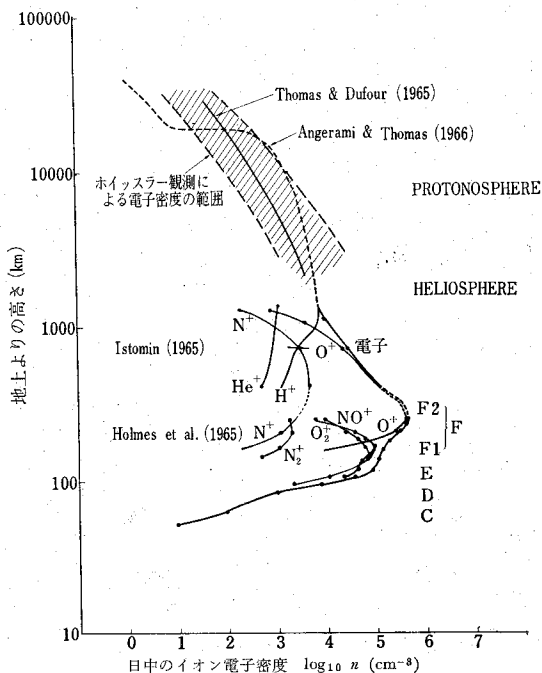 100000
Thomas & Dufour (1965)
Angerami & Thomas (1966)
10000
ホイッスラー観測に
よる電子密度の範囲
PROTONOSPHERE
HELIOSPHERE
地上よりの高さ (km)
1000
N⁺
O⁺
電子
Istomin (1965)
He⁺
H⁺
F2
F
NO⁺
Holmes et al. (1965)
N⁺
O₂⁺
O⁺
N₂⁺
F1
E
100
D
C
10
0 1 2 3 4 5 6 7
日中のイオン電子密度 log₁₀ n (cm⁻³)